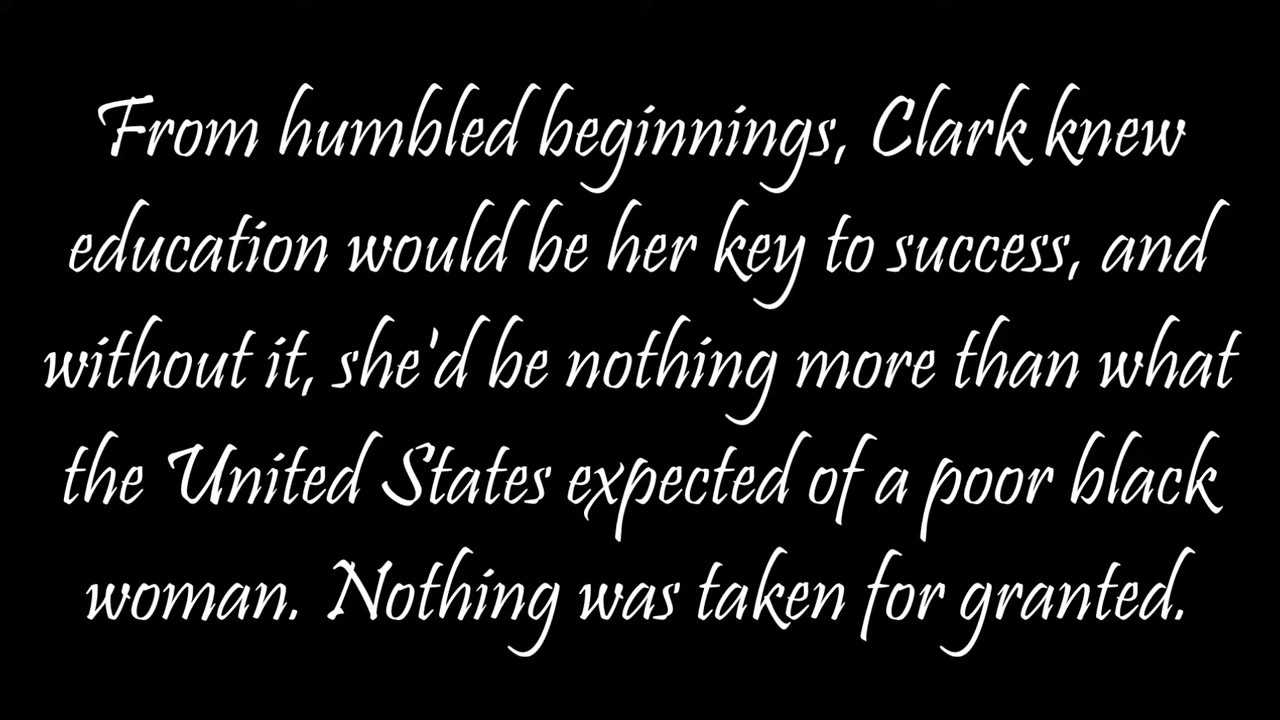 From humbled beginnings, Clark knew
education would be her key to success, and
without it, she'd be nothing more than what
the United States expected of a poor black
woman. Nothing was taken for granted.